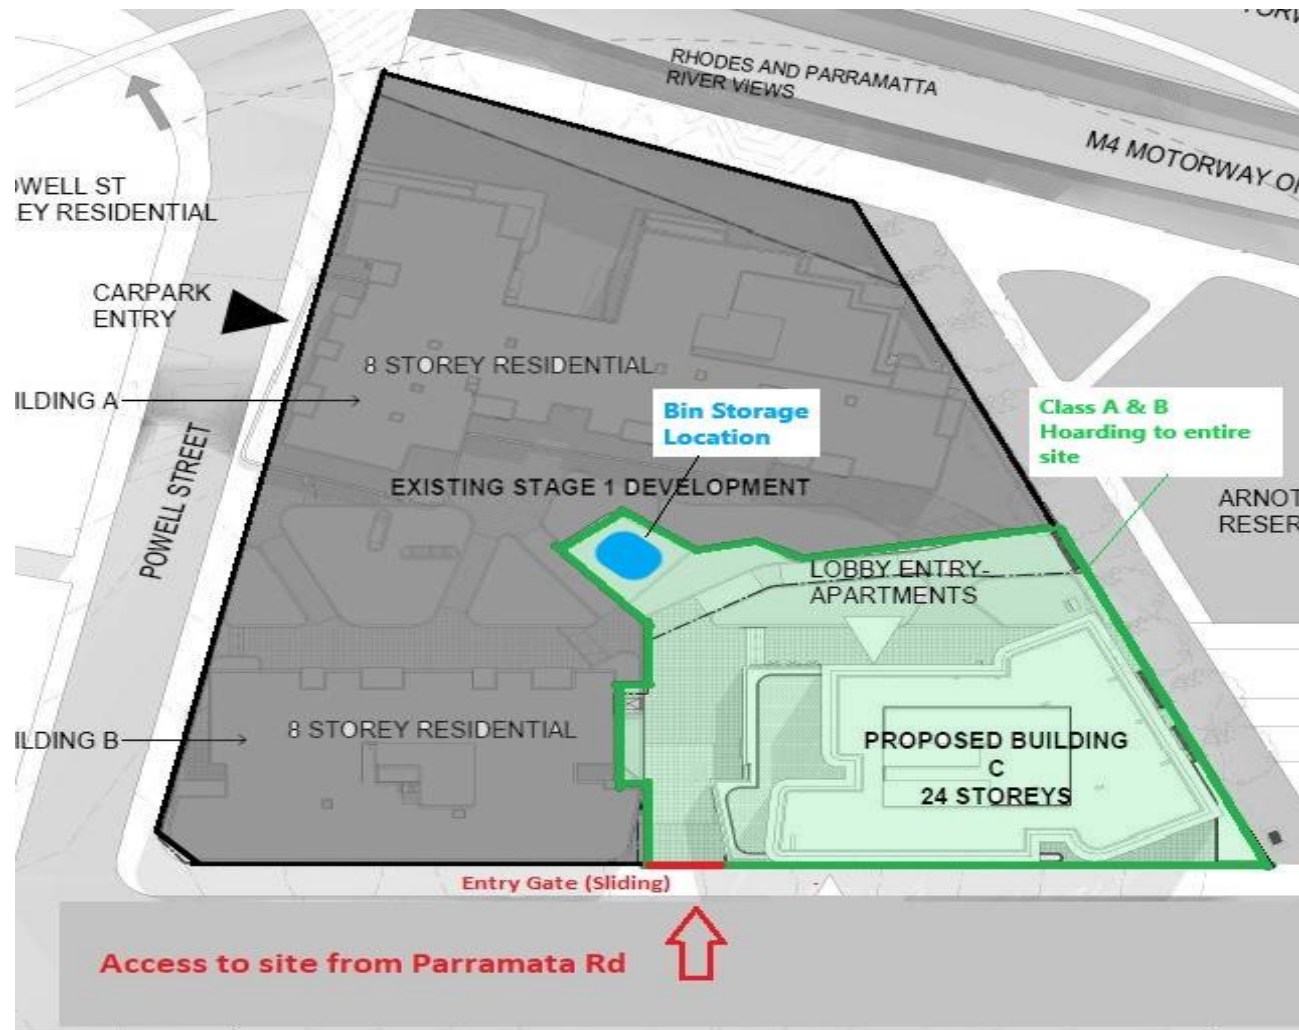 RHODES AND PARRAMATTA
RIVER VIEWS
M4 MOTORWAY
OWELL ST
LEY RESIDENTIAL
CARPARK
ENTRY
8 STOREY RESIDENTIAL
ILDING A
Bin Storage
Location
Class A & B
Hoarding to entire
site
POWELL STREET
EXISTING STAGE 1 DEVELOPMENT
ARNOT
RESER
LOBBY ENTRY-
APARTMENTS
ILDING B
8 STOREY RESIDENTIAL
PROPOSED BUILDING
C
24 STOREYS
Entry Gate (Sliding)
Access to site from Parramata Rd